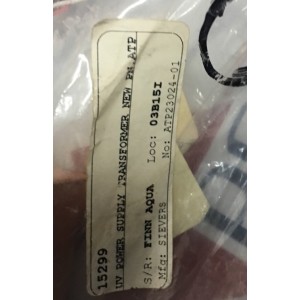 15299
UV POWER SUPPLY TRANSFORMER NEW PN.ATP
S/R: FINN AQUA Loc: 03B15I
Mfg: SIEVERS No: ATP23024-01